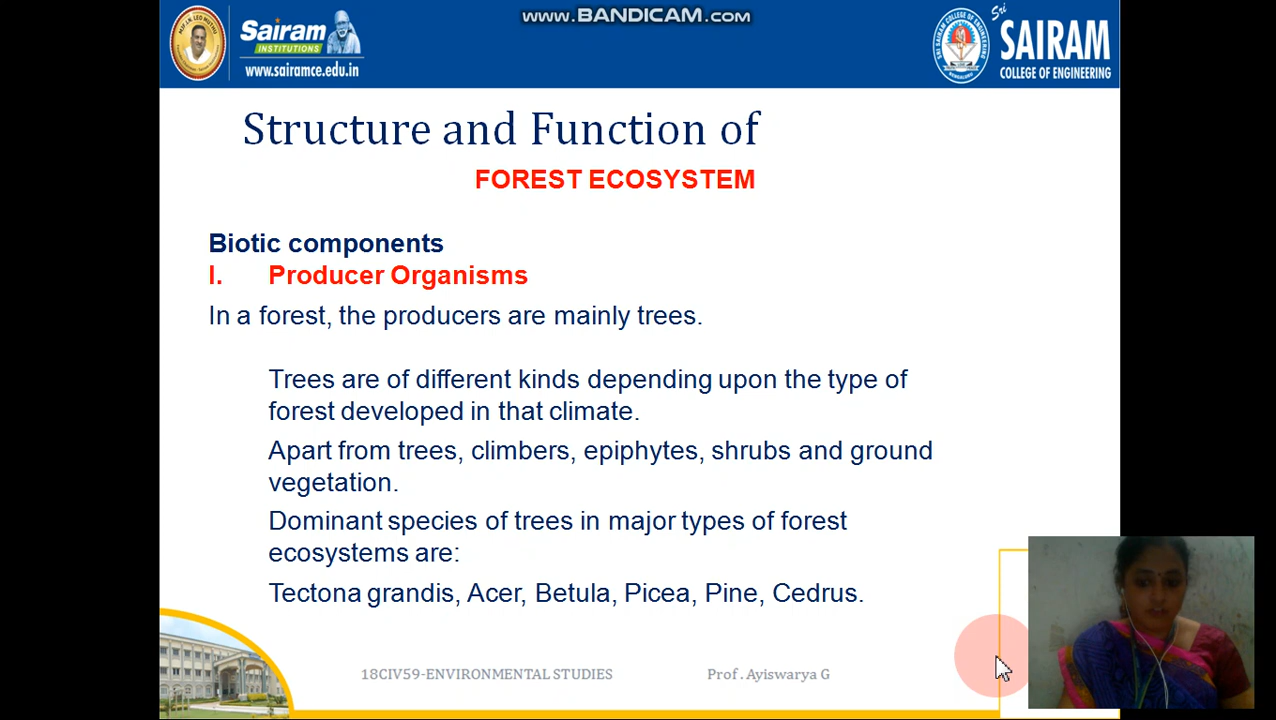 www.BANDICAM.com
Sairam
INSTITUTIONS
www.sairamce.edu.in
Sri
SAIRAM
COLLEGE OF ENGINEERING
Structure and Function of
FOREST ECOSYSTEM
Biotic components
I. Producer Organisms
In a forest, the producers are mainly trees.
Trees are of different kinds depending upon the type of
forest developed in that climate.
Apart from trees, climbers, epiphytes, shrubs and ground
vegetation.
Dominant species of trees in major types of forest
ecosystems are:
Tectona grandis, Acer, Betula, Picea, Pine, Cedrus.
18CIV59-ENVIRONMENTAL STUDIES Prof . Ayiswarya G